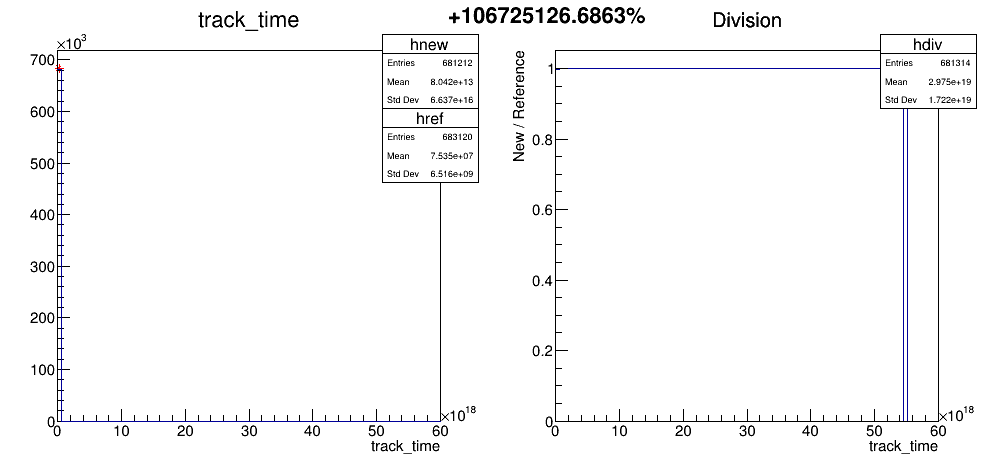 +106725126.6863%
track_time
×10³
700
600
500
400
300
200
100
0
0 10 20 30 40 50 60
×10¹⁸
track_time
hnew
Entries 681212
Mean 8.042e+13
Std Dev 6.637e+16
href
Entries 683120
Mean 7.535e+07
Std Dev 6.516e+09
Division
New / Reference
1
0.8
0.6
0.4
0.2
0
0 10 20 30 40 50 60
×10¹⁸
track_time
hdiv
Entries 681314
Mean 2.975e+19
Std Dev 1.722e+19